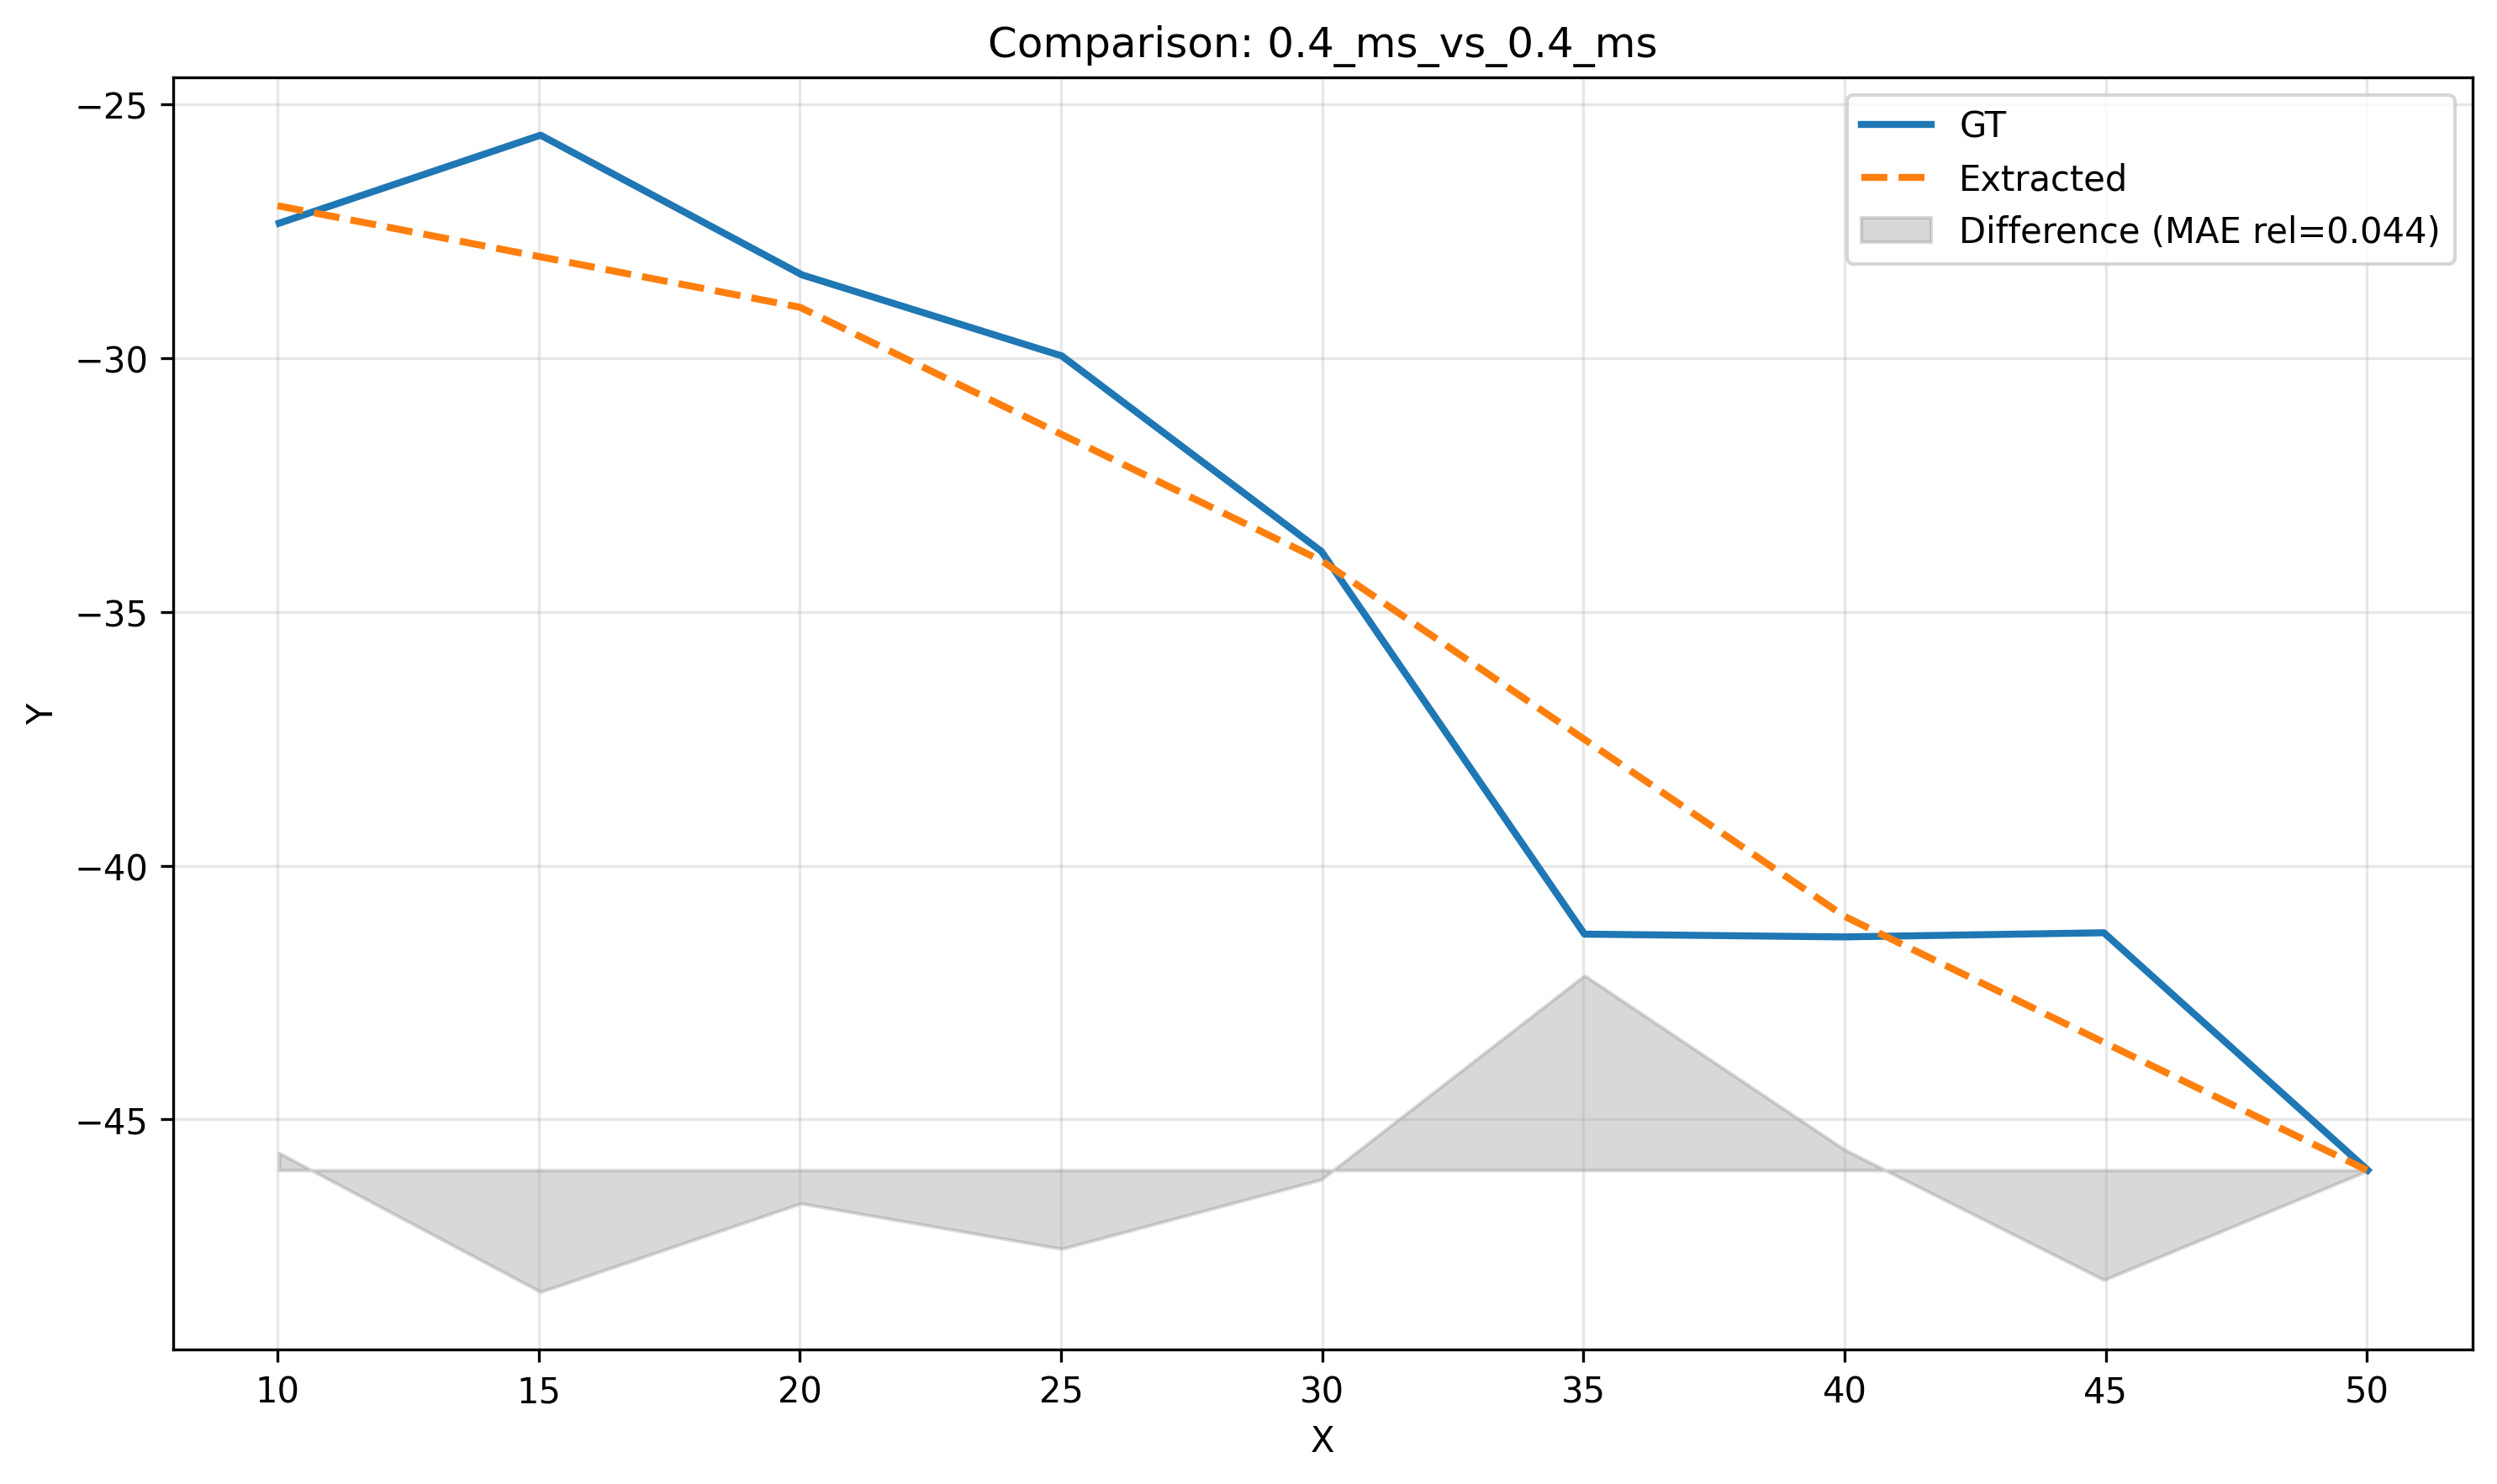 Comparison: 0.4_ms_vs_0.4_ms
GT
Extracted
Difference (MAE rel=0.044)
−25
−30
−35
−40
−45
Y
10 15 20 25 30 35 40 45 50
X